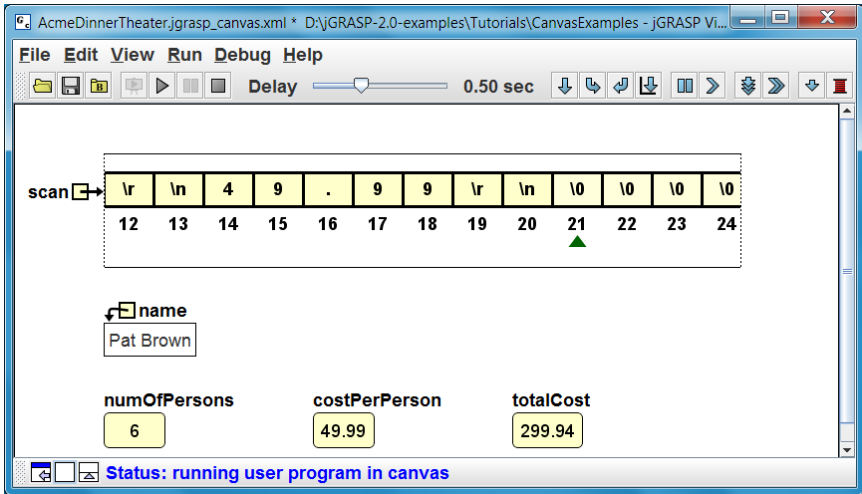 AcmeDinnerTheater.jgrasp_canvas.xml * D:\jGRASP-2.0-examples\Tutorials\CanvasExamples - jGRASP Vi...
File Edit View Run Debug Help
B Delay 0.50 sec
scan \r \n 4 9 . 9 9 \r \n \0 \0 \0 \0
12 13 14 15 16 17 18 19 20 21 22 23 24
name
Pat Brown
numOfPersons costPerPerson totalCost
6 49.99 299.94
Status: running user program in canvas